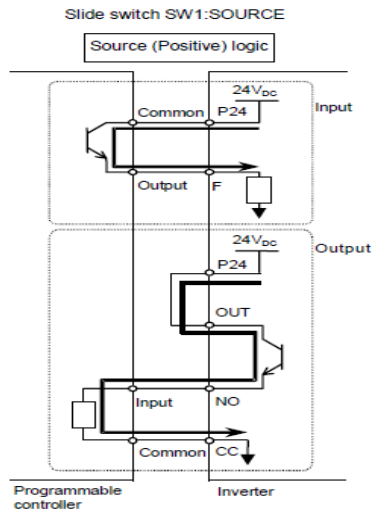 Slide switch SW1:SOURCE
Source (Positive) logic
24VDC
Common P24
Input
Output F
24VDC
Output
P24
OUT
Input NO
Common CC
Programmable
controller
Inverter